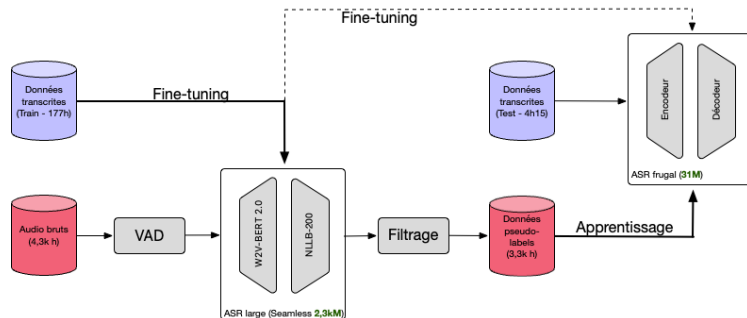 Fine-tuning
Données
transcrites
(Train - 177h)
Fine-tuning
Données
transcrites
(Test - 4h15)
Encodeur
Décodeur
ASR frugal (31M)
Audio bruts
(4,3k h)
VAD
W2V-BERT 2.0
NLLB-200
ASR large (Seamless 2,3kM)
Filtrage
Données
pseudo-
labels
(3,3k h)
Apprentissage